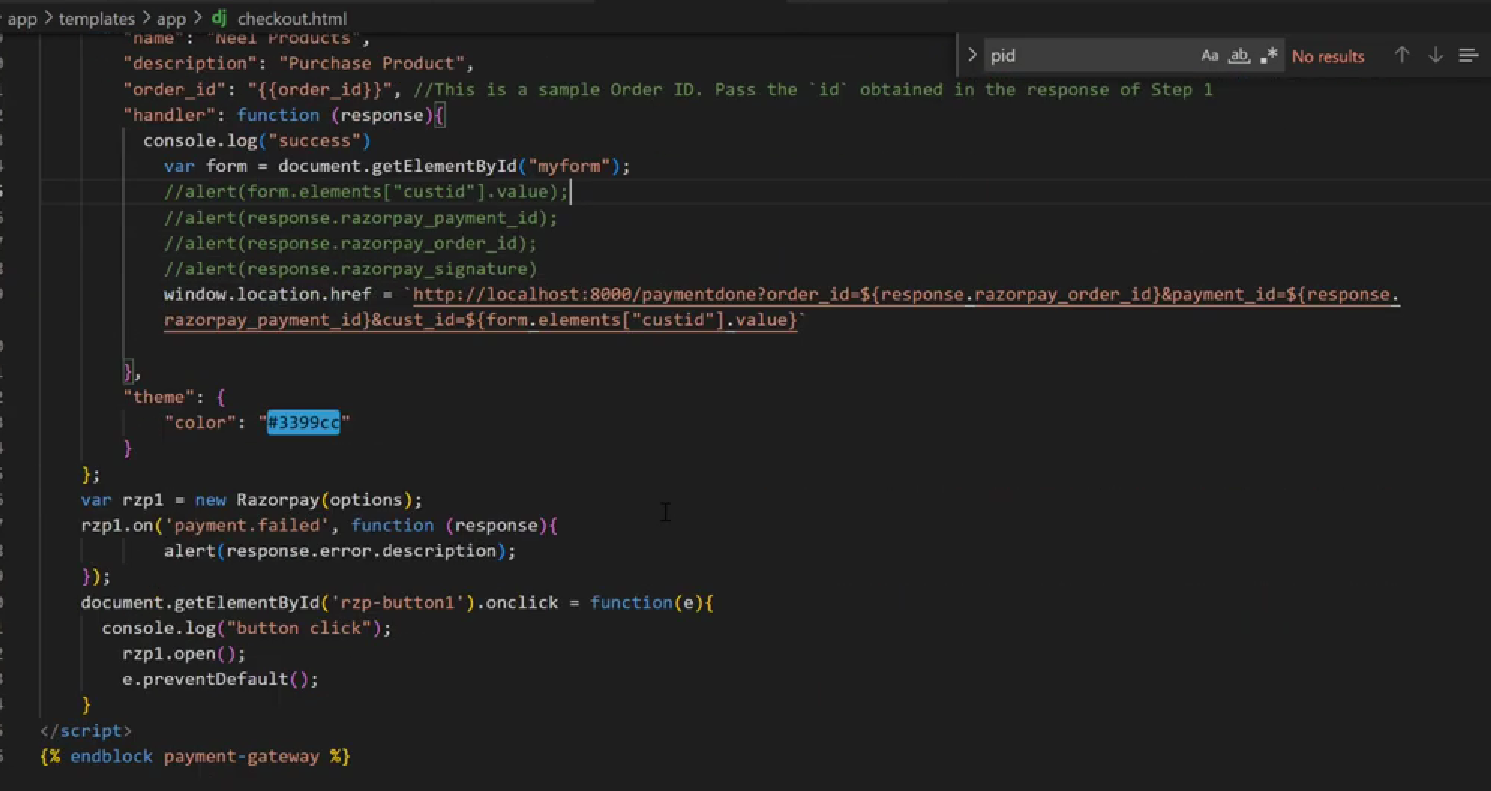 app > templates > app > dj checkout.html
"name": "Neel Products",
pid
Aa ab .* No results
"description": "Purchase Product",
"order_id": "{{order_id}}", //This is a sample Order ID. Pass the `id` obtained in the response of Step 1
"handler": function (response){
console.log("success")
var form = document.getElementById("myform");
//alert(form.elements["custid"].value);
//alert(response.razorpay_payment_id);
//alert(response.razorpay_order_id);
//alert(response.razorpay_signature)
window.location.href = `http://localhost:8000/paymentdone?order_id=${response.razorpay_order_id}&payment_id=${response.
razorpay_payment_id}&cust_id=${form.elements["custid"].value}`
},
"theme": {
"color": "#3399cc"
}
};
var rzp1 = new Razorpay(options);
rzp1.on('payment.failed', function (response){
alert(response.error.description);
});
document.getElementById('rzp-button1').onclick = function(e){
console.log("button click");
rzp1.open();
e.preventDefault();
}
</script>
{% endblock payment-gateway %}